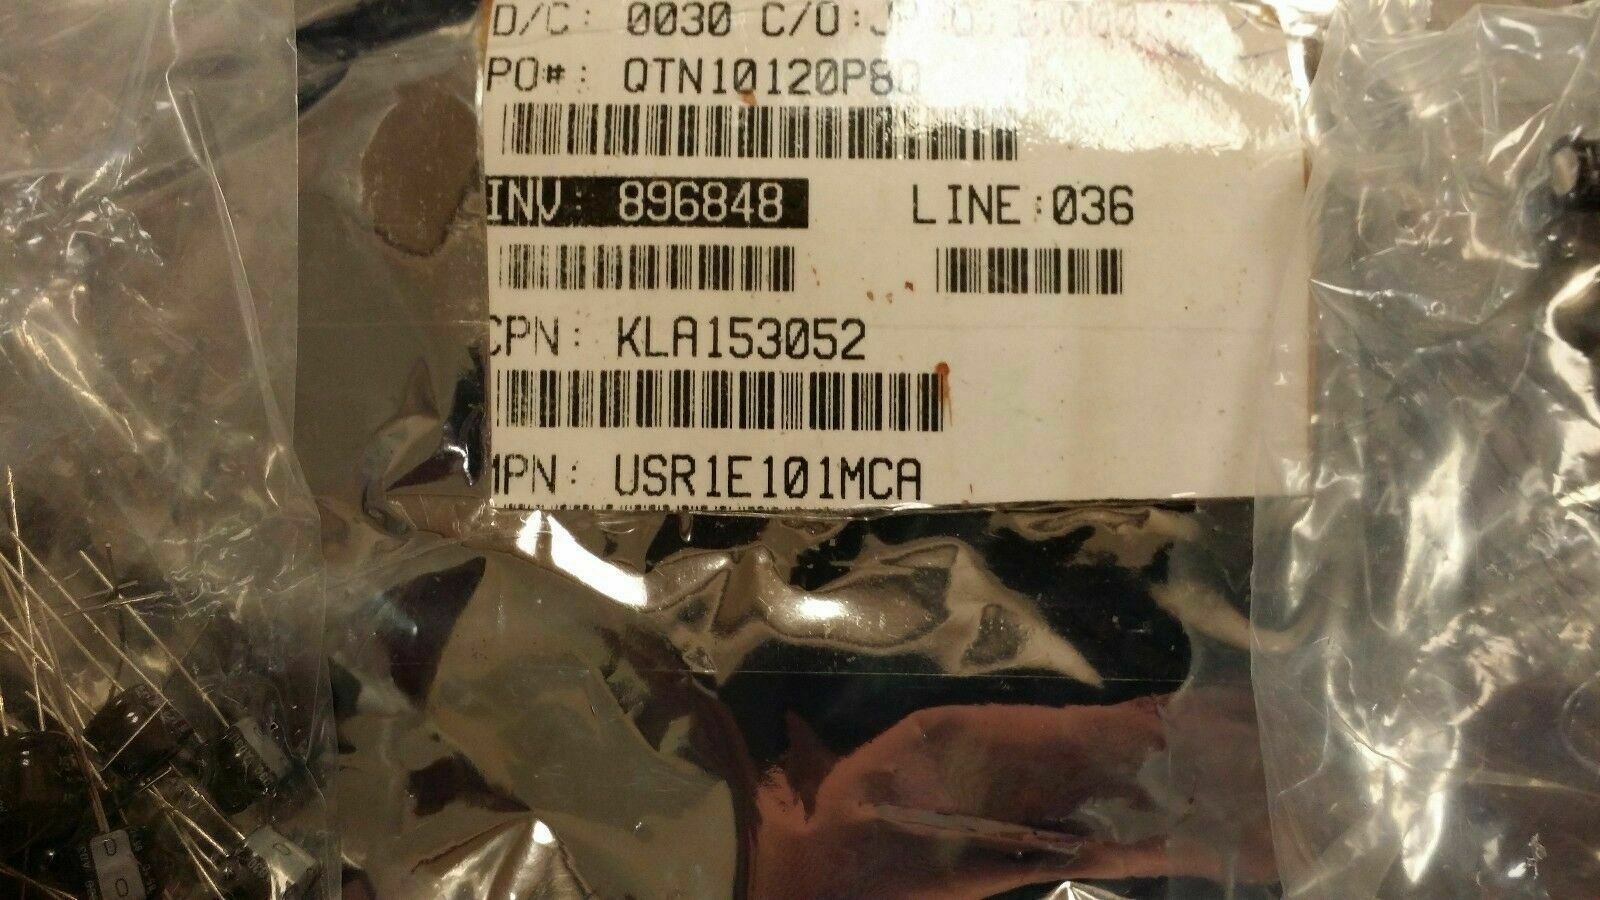 D/C: 0030 C/O:
PO#: QTN10120P8
INV: 896848 LINE:036
CPN: KLA153052
MPN: USR1E101MCA